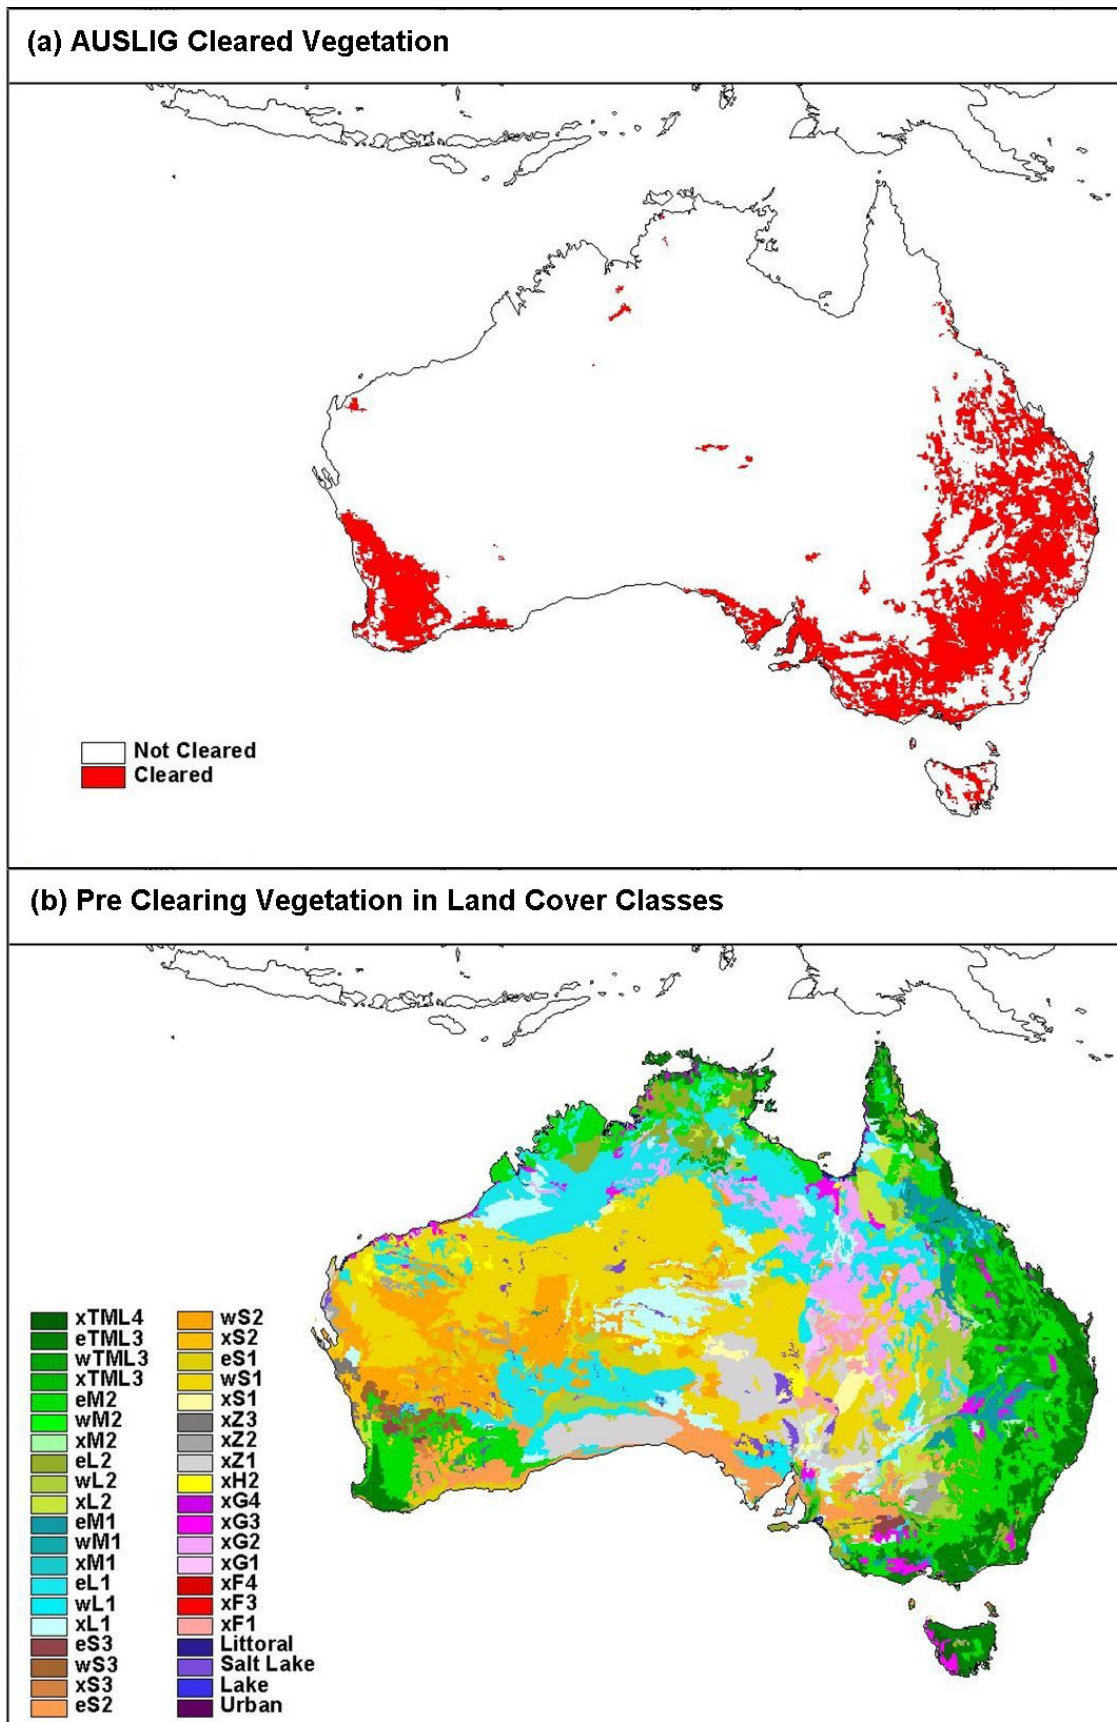 (a) AUSLIG Cleared Vegetation
Not Cleared
Cleared
(b) Pre Clearing Vegetation in Land Cover Classes
xTML4
eTML3
wTML3
xTML3
eM2
wM2
xM2
eL2
wL2
xL2
eM1
wM1
xM1
eL1
wL1
xL1
eS3
wS3
xS3
eS2
wS2
xS2
eS1
wS1
xS1
xZ3
xZ2
xZ1
xH2
xG4
xG3
xG2
xG1
xF4
xF3
xF1
Littoral
Salt Lake
Lake
Urban